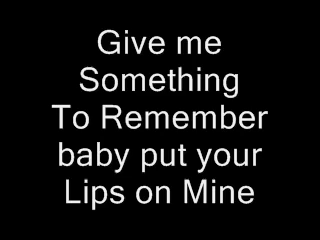 Give me
Something
To Remember
baby put your
Lips on Mine